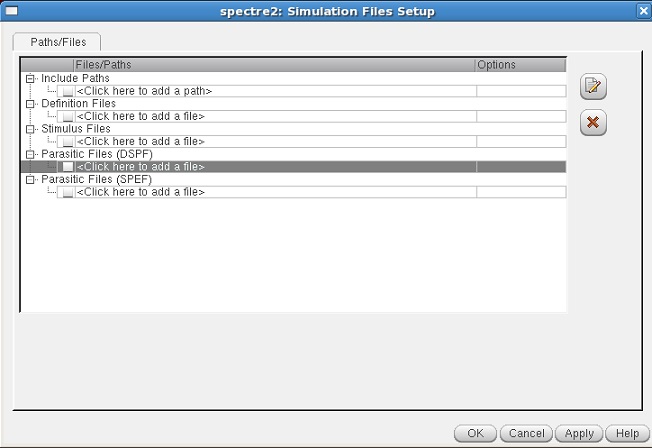 spectre2: Simulation Files Setup
Paths/Files
Files/Paths Options
Include Paths
<Click here to add a path>
Definition Files
<Click here to add a file>
Stimulus Files
<Click here to add a file>
Parasitic Files (DSPF)
<Click here to add a file>
Parasitic Files (SPEF)
<Click here to add a file>
OK Cancel Apply Help